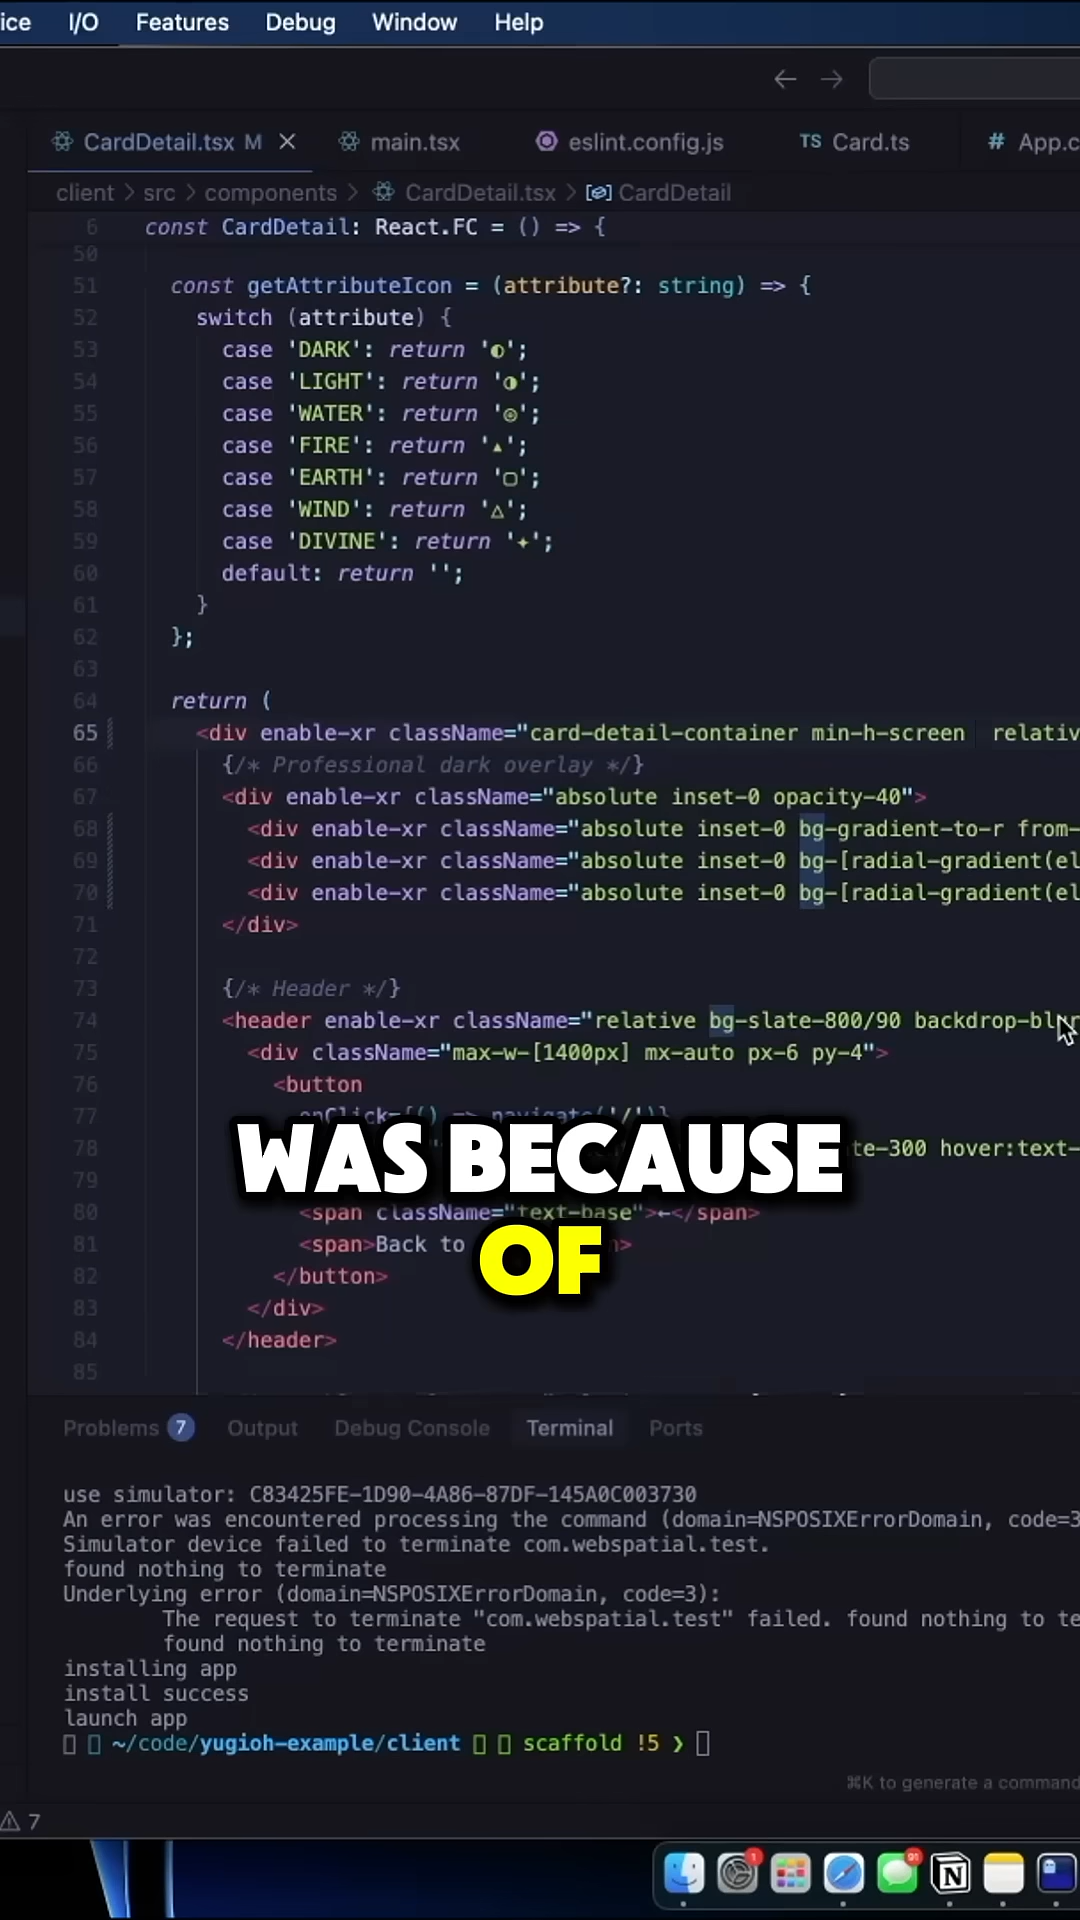 ice I/O Features Debug Window Help
← →
CardDetail.tsx M × main.tsx eslint.config.js TS Card.ts # App.c
client > src > components > CardDetail.tsx > CardDetail
6 const CardDetail: React.FC = () => {
50
51 const getAttributeIcon = (attribute?: string) => {
52 switch (attribute) {
53 case 'DARK': return '◐';
54 case 'LIGHT': return '◑';
55 case 'WATER': return '◎';
56 case 'FIRE': return '▲';
57 case 'EARTH': return '▢';
58 case 'WIND': return '△';
59 case 'DIVINE': return '✦';
60 default: return '';
61 }
62 };
63
64 return (
65 <div enable-xr className="card-detail-container min-h-screen relativ
66 {/* Professional dark overlay */}
67 <div enable-xr className="absolute inset-0 opacity-40">
68 <div enable-xr className="absolute inset-0 bg-gradient-to-r from-
69 <div enable-xr className="absolute inset-0 bg-[radial-gradient(el
70 <div enable-xr className="absolute inset-0 bg-[radial-gradient(el
71 </div>
72
73 {/* Header */}
74 <header enable-xr className="relative bg-slate-800/90 backdrop-blur
75 <div className="max-w-[1400px] mx-auto px-6 py-4">
76 <button
77 onClick={() => navigate('/')}
78 te-300 hover:text-
WAS BECAUSE
79
80 <span className="text-base">←</span>
81 <span>Back to
OF
82 </button>
83 </div>
84 </header>
85
Problems 7 Output Debug Console Terminal Ports
use simulator: C83425FE-1D90-4A86-87DF-145A0C003730
An error was encountered processing the command (domain=NSPOSIXErrorDomain, code=3
Simulator device failed to terminate com.webspatial.test.
found nothing to terminate
Underlying error (domain=NSPOSIXErrorDomain, code=3):
The request to terminate "com.webspatial.test" failed. found nothing to te
found nothing to terminate
installing app
install success
launch app
~/code/yugioh-example/client scaffold !5 ❯
⌘K to generate a command
⚠ 7
1 91